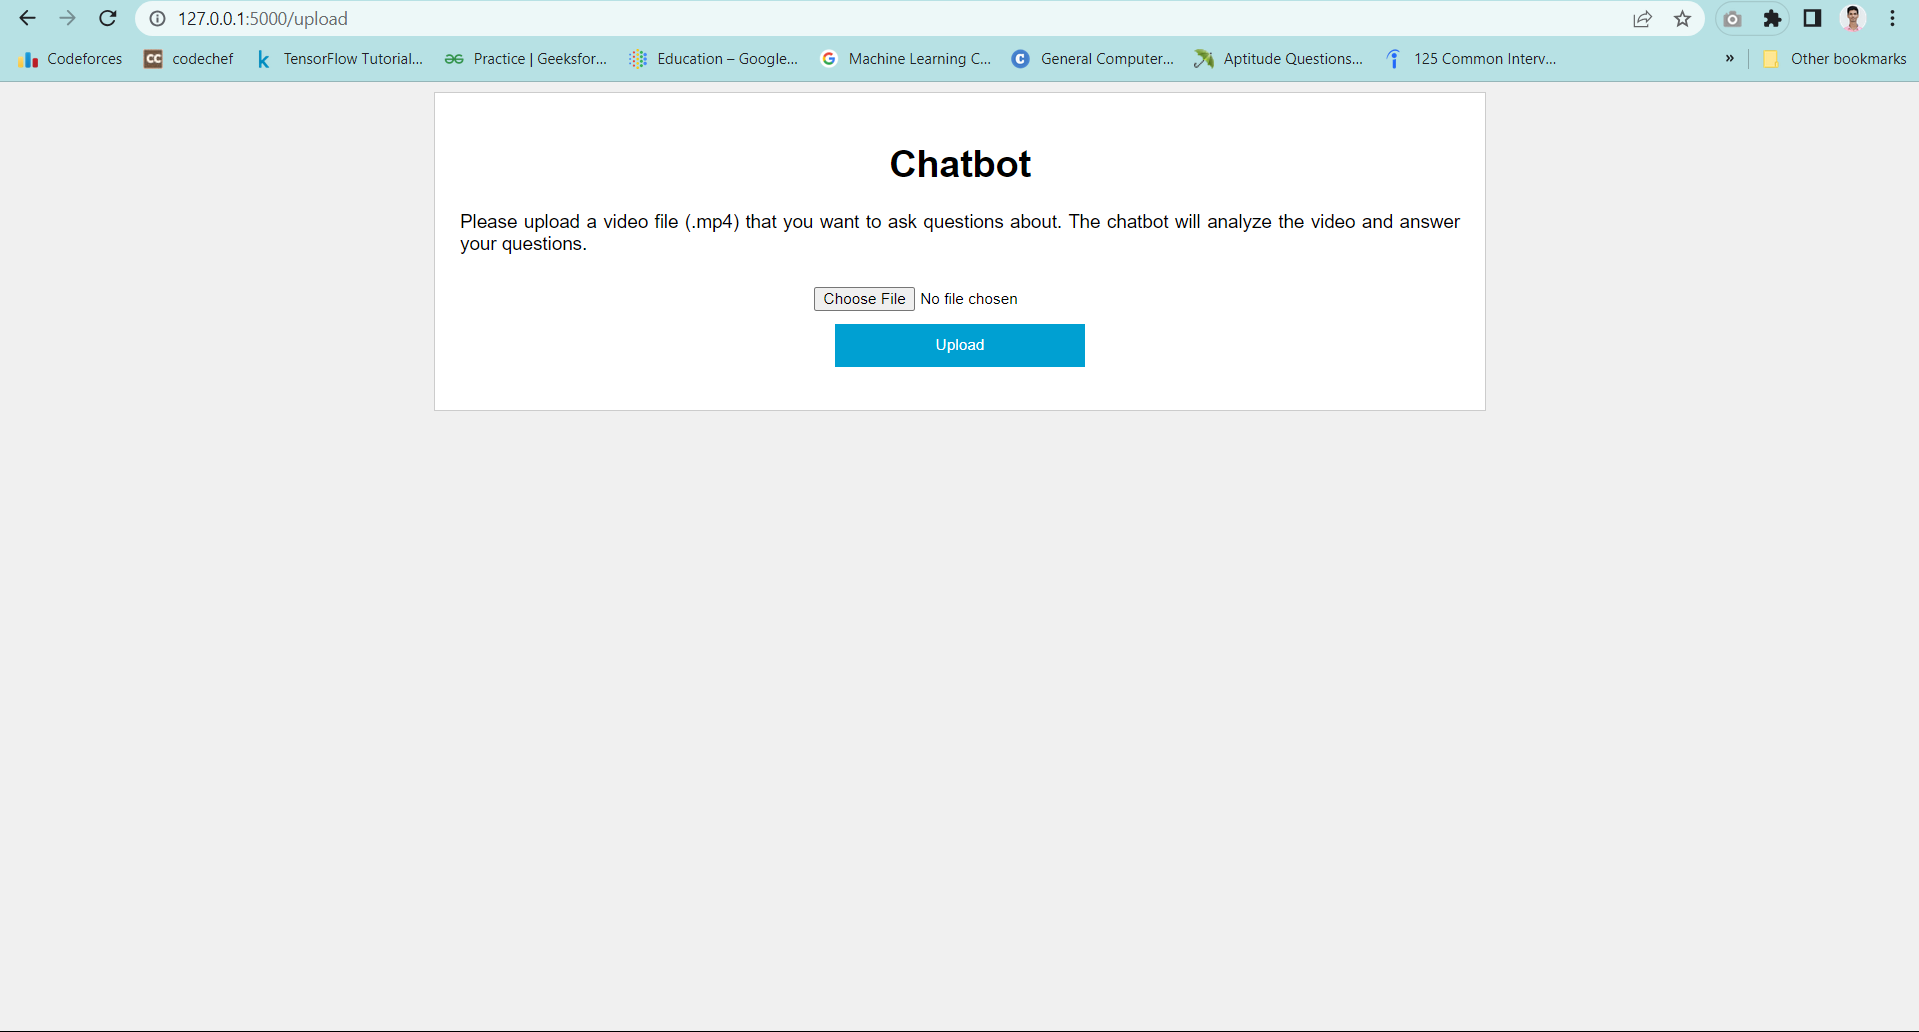 127.0.0.1:5000/upload
Codeforces codechef TensorFlow Tutorial... Practice | Geeksfor... Education – Google... Machine Learning C... General Computer... Aptitude Questions... 125 Common Interv... » Other bookmarks
Chatbot
Please upload a video file (.mp4) that you want to ask questions about. The chatbot will analyze the video and answer
your questions.
Choose File No file chosen
Upload